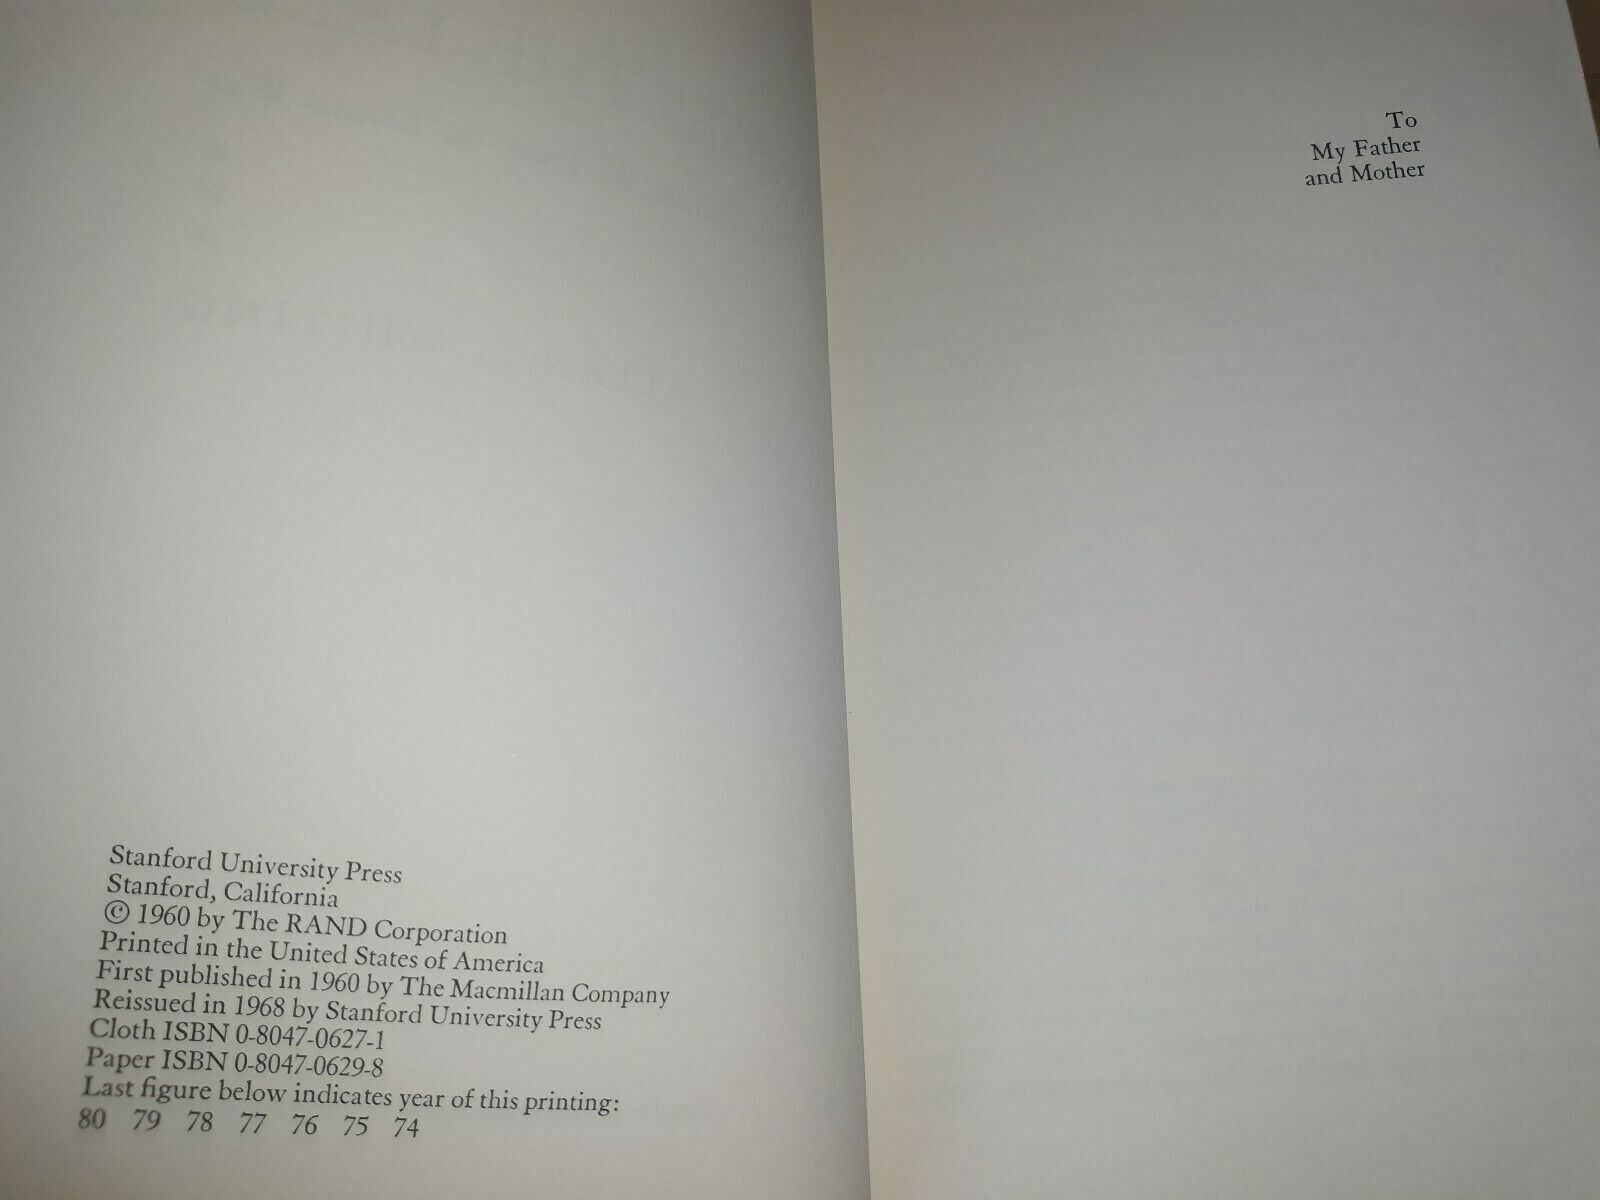 Stanford University Press
Stanford, California
© 1960 by The RAND Corporation
Printed in the United States of America
First published in 1960 by The Macmillan Company
Reissued in 1968 by Stanford University Press
Cloth ISBN 0-8047-0627-1
Paper ISBN 0-8047-0629-8
Last figure below indicates year of this printing:
80 79 78 77 76 75 74
To
My Father
and Mother